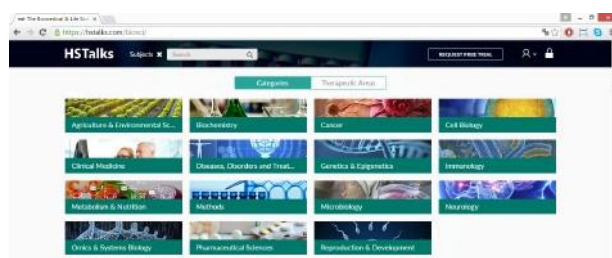 The Biomedical & Life Sc
https://hstalks.com/biosci/
HSTalks Subjects Search REQUEST FREE TRIAL
Categories Therapeutic Areas
Agriculture & Environmental Sc... Biochemistry Cancer Cell Biology
Clinical Medicine Diseases, Disorders and Treat... Genetics & Epigenetics Immunology
Metabolism & Nutrition Methods Microbiology Neurology
Omics & Systems Biology Pharmaceutical Sciences Reproduction & Development